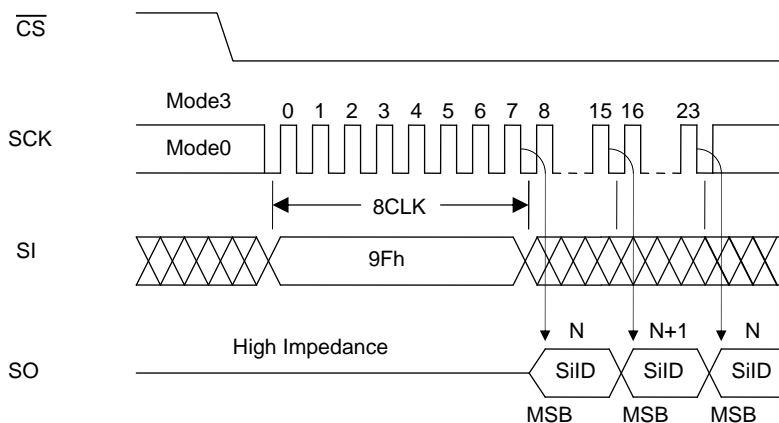 CS
Mode3
0 1 2 3 4 5 6 7 8 15 16 23
SCK
Mode0
8CLK
SI
9Fh
N N+1 N
High Impedance
SO
SiID SiID SiID
MSB MSB MSB